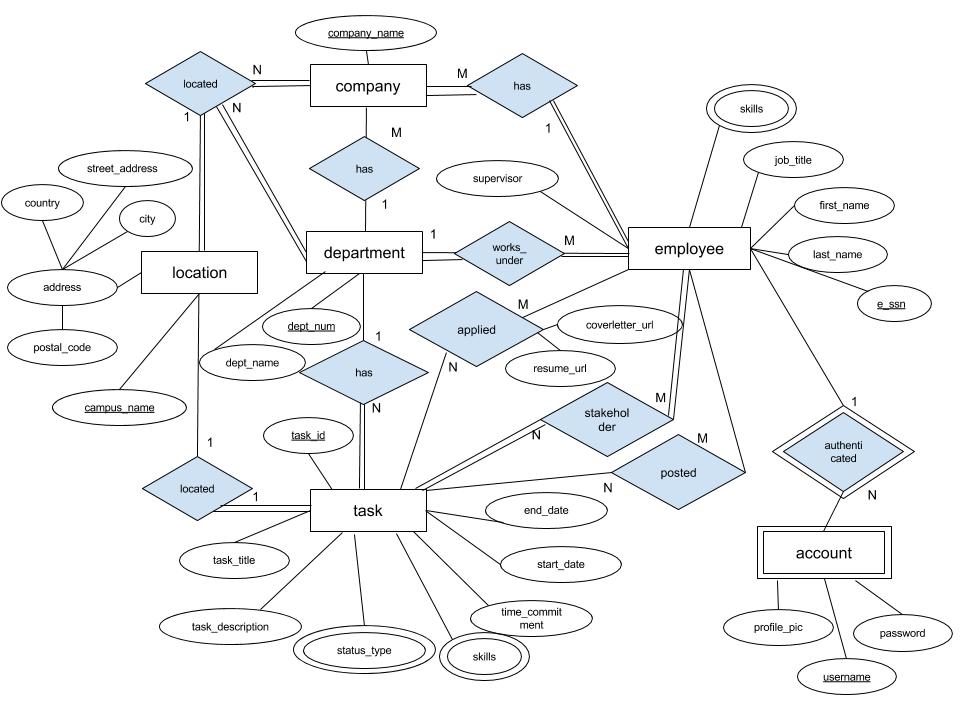 company_name
located
N
company
M
has
skills
1
N
M
1
street_address
has
supervisor
job_title
country
city
1
first_name
department
1
works_
under
M
employee
last_name
location
address
e_ssn
M
dept_num
applied
coverletter_url
postal_code
1
dept_name
has
N
resume_url
campus_name
N
M
1
stakehol
der
task_id
N
M
authenti
cated
1
located
1
posted
N
N
task
end_date
account
task_title
start_date
time_commit
ment
task_description
profile_pic
password
status_type
skills
username